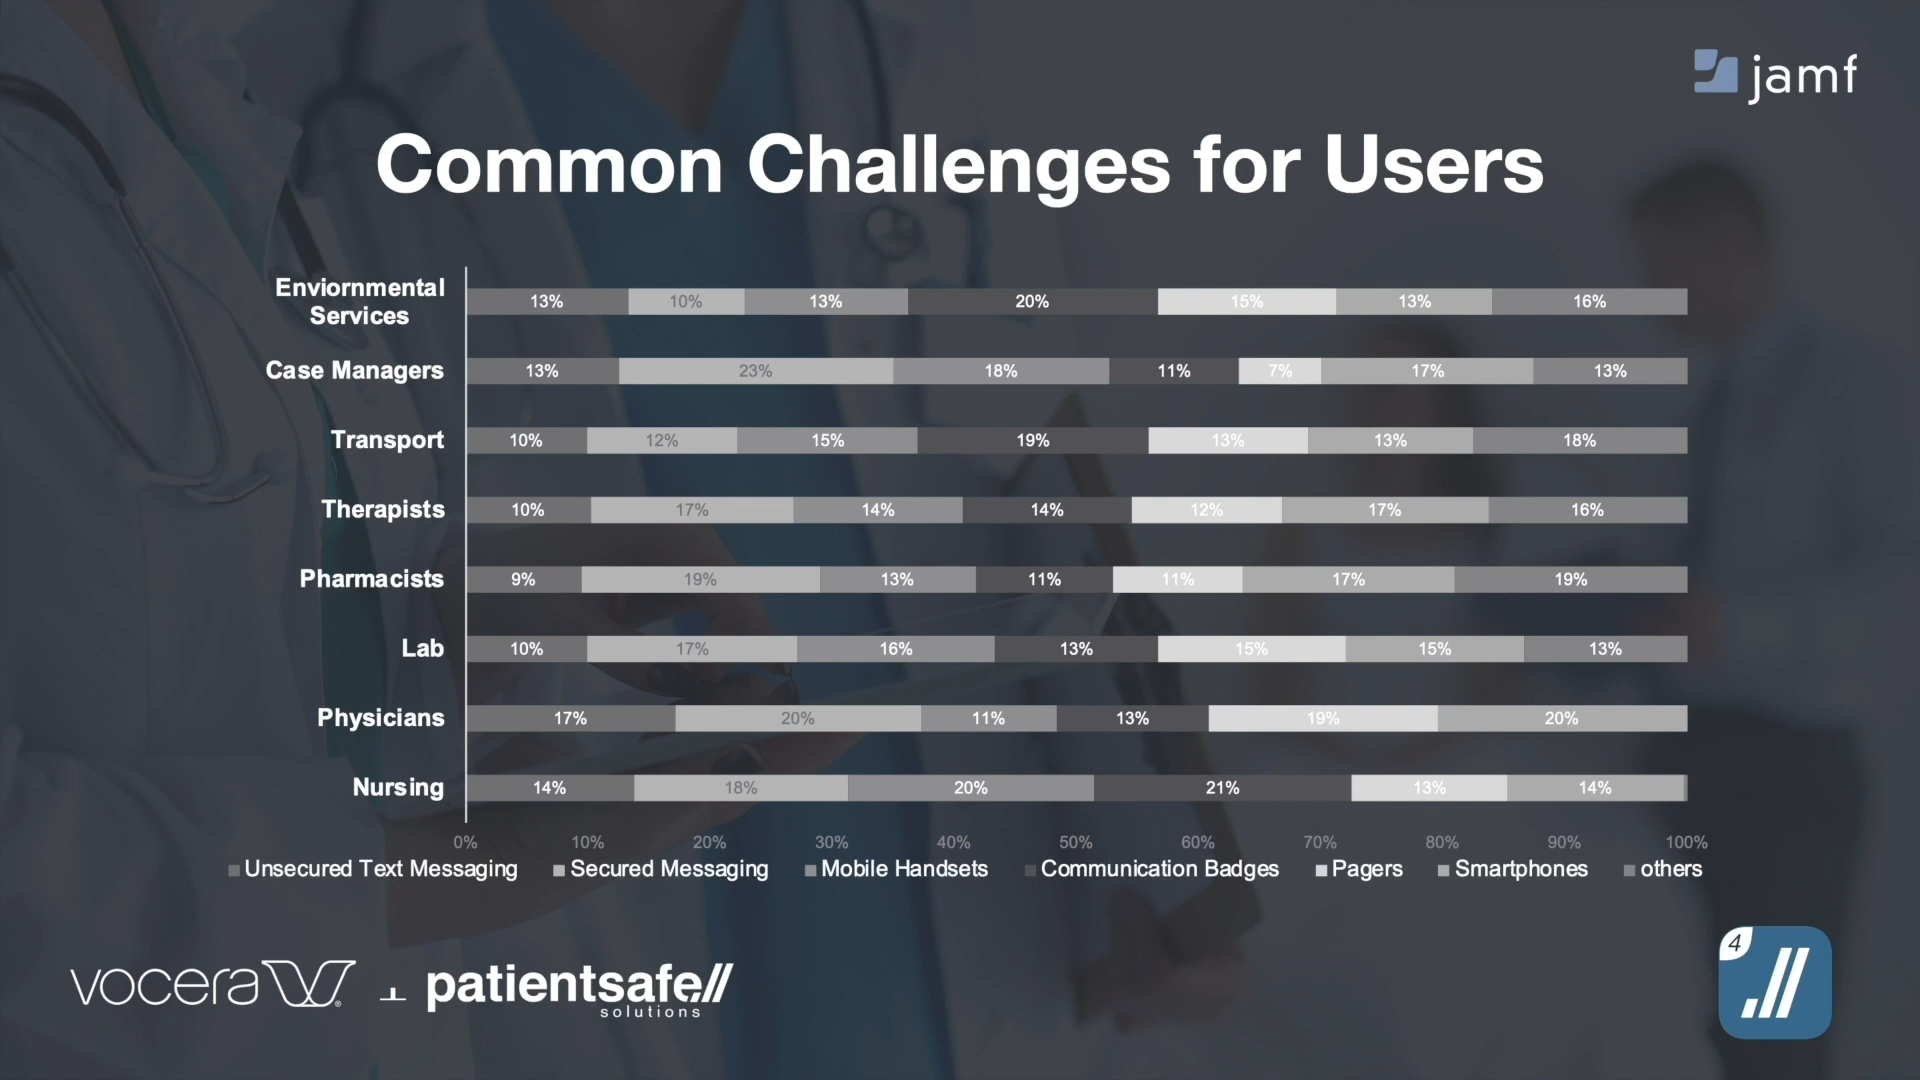 jamf
Common Challenges for Users
Enviornmental
Services
13% 10% 13% 20% 15% 13% 16%
Case Managers
13% 23% 18% 11% 7% 17% 13%
Transport
10% 12% 15% 19% 13% 13% 18%
Therapists
10% 17% 14% 14% 12% 17% 16%
Pharmacists
9% 19% 13% 11% 11% 17% 19%
Lab
10% 17% 16% 13% 15% 15% 13%
Physicians
17% 20% 11% 13% 19% 20%
Nursing
14% 18% 20% 21% 13% 14%
0% 10% 20% 30% 40% 50% 60% 70% 80% 90% 100%
Unsecured Text Messaging Secured Messaging Mobile Handsets Communication Badges Pagers Smartphones others
vocera ®
patientsafe
solutions
4